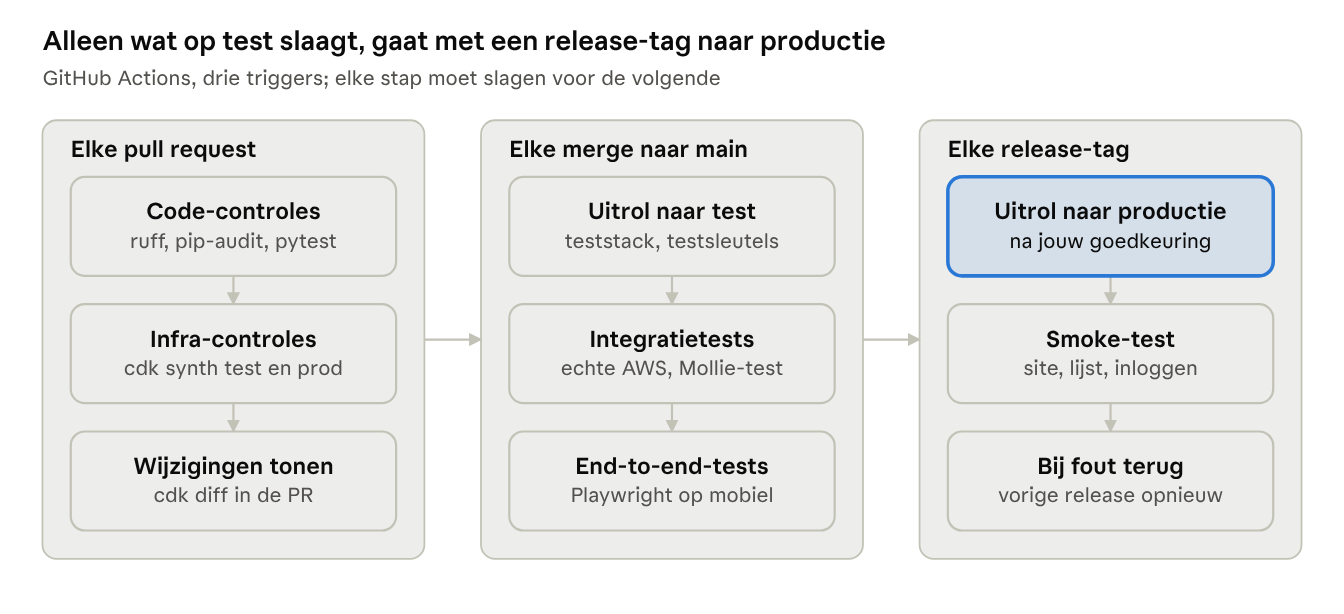 Alleen wat op test slaagt, gaat met een release-tag naar productie
GitHub Actions, drie triggers; elke stap moet slagen voor de volgende
Elke pull request
Code-controles
ruff, pip-audit, pytest
Infra-controles
cdk synth test en prod
Wijzigingen tonen
cdk diff in de PR
Elke merge naar main
Uitrol naar test
teststack, testsleutels
Integratietests
echte AWS, Mollie-test
End-to-end-tests
Playwright op mobiel
Elke release-tag
Uitrol naar productie
na jouw goedkeuring
Smoke-test
site, lijst, inloggen
Bij fout terug
vorige release opnieuw